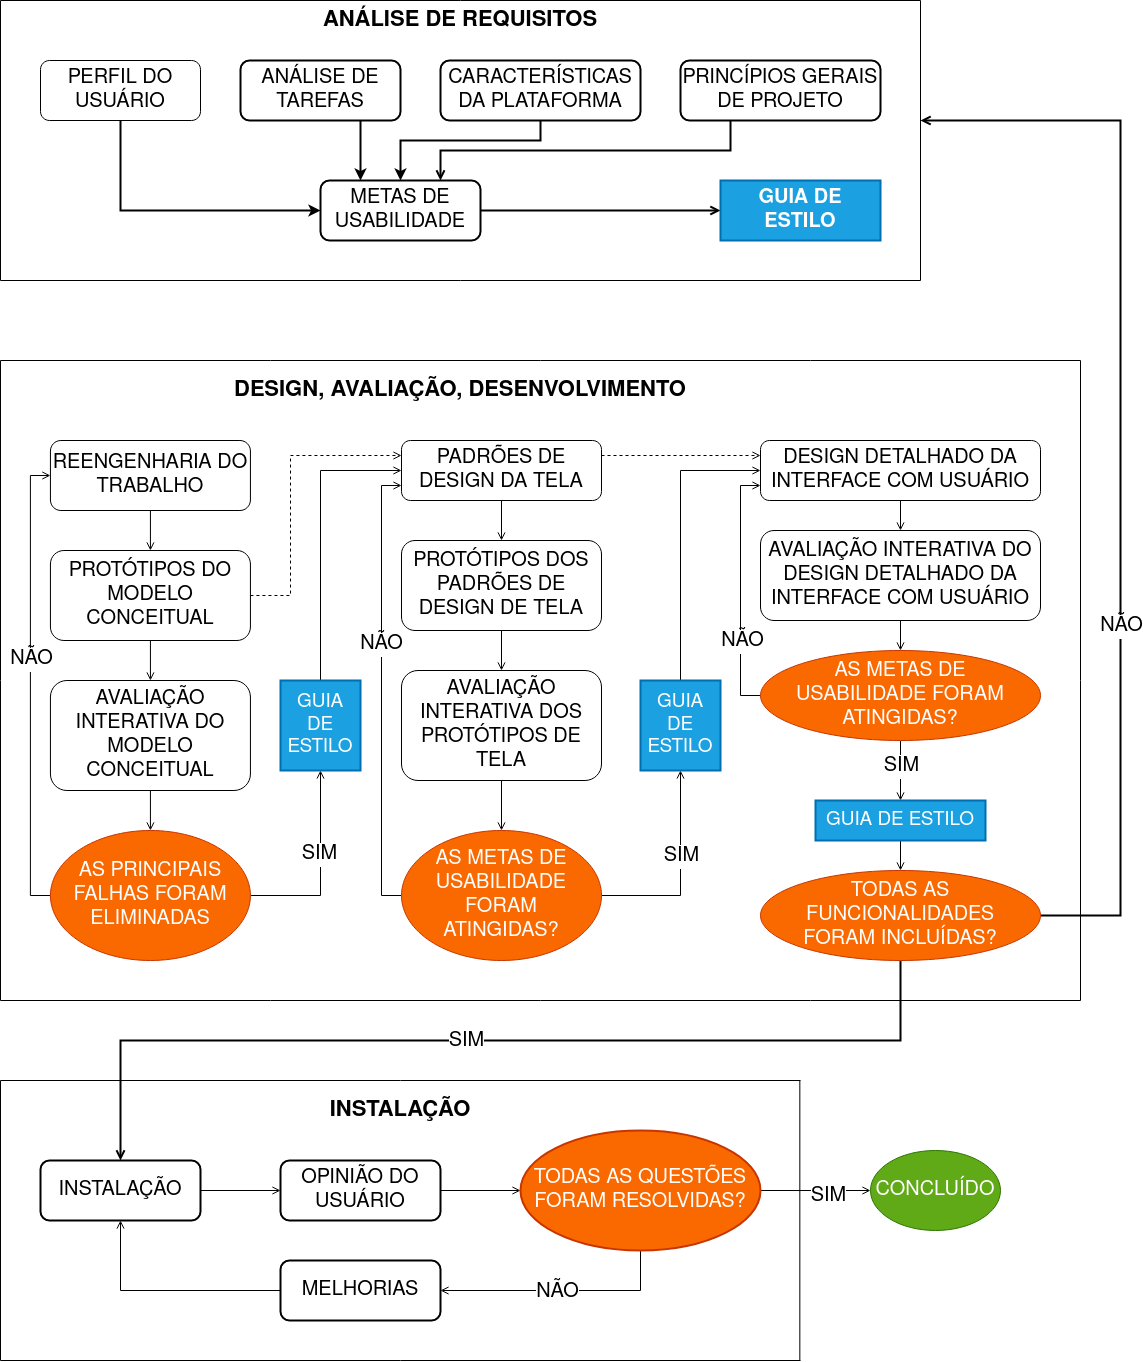 ANÁLISE DE REQUISITOS
PERFIL DO
USUÁRIO
ANÁLISE DE
TAREFAS
CARACTERÍSTICAS
DA PLATAFORMA
PRINCÍPIOS GERAIS
DE PROJETO
METAS DE
USABILIDADE
GUIA DE
ESTILO
DESIGN, AVALIAÇÃO, DESENVOLVIMENTO
REENGENHARIA DO
TRABALHO
PROTÓTIPOS DO
MODELO
CONCEITUAL
NÃO
AVALIAÇÃO
INTERATIVA DO
MODELO
CONCEITUAL
AS PRINCIPAIS
FALHAS FORAM
ELIMINADAS
SIM
GUIA
DE
ESTILO
PADRÕES DE
DESIGN DA TELA
PROTÓTIPOS DOS
PADRÕES DE
DESIGN DE TELA
NÃO
AVALIAÇÃO
INTERATIVA DOS
PROTÓTIPOS DE
TELA
AS METAS DE
USABILIDADE
FORAM
ATINGIDAS?
SIM
GUIA
DE
ESTILO
DESIGN DETALHADO DA
INTERFACE COM USUÁRIO
AVALIAÇÃO INTERATIVA DO
DESIGN DETALHADO DA
INTERFACE COM USUÁRIO
NÃO
AS METAS DE
USABILIDADE FORAM
ATINGIDAS?
SIM
GUIA DE ESTILO
TODAS AS
FUNCIONALIDADES
FORAM INCLUÍDAS?
NÃO
SIM
INSTALAÇÃO
INSTALAÇÃO
OPINIÃO DO
USUÁRIO
TODAS AS QUESTÕES
FORAM RESOLVIDAS?
SIM
CONCLUÍDO
MELHORIAS
NÃO